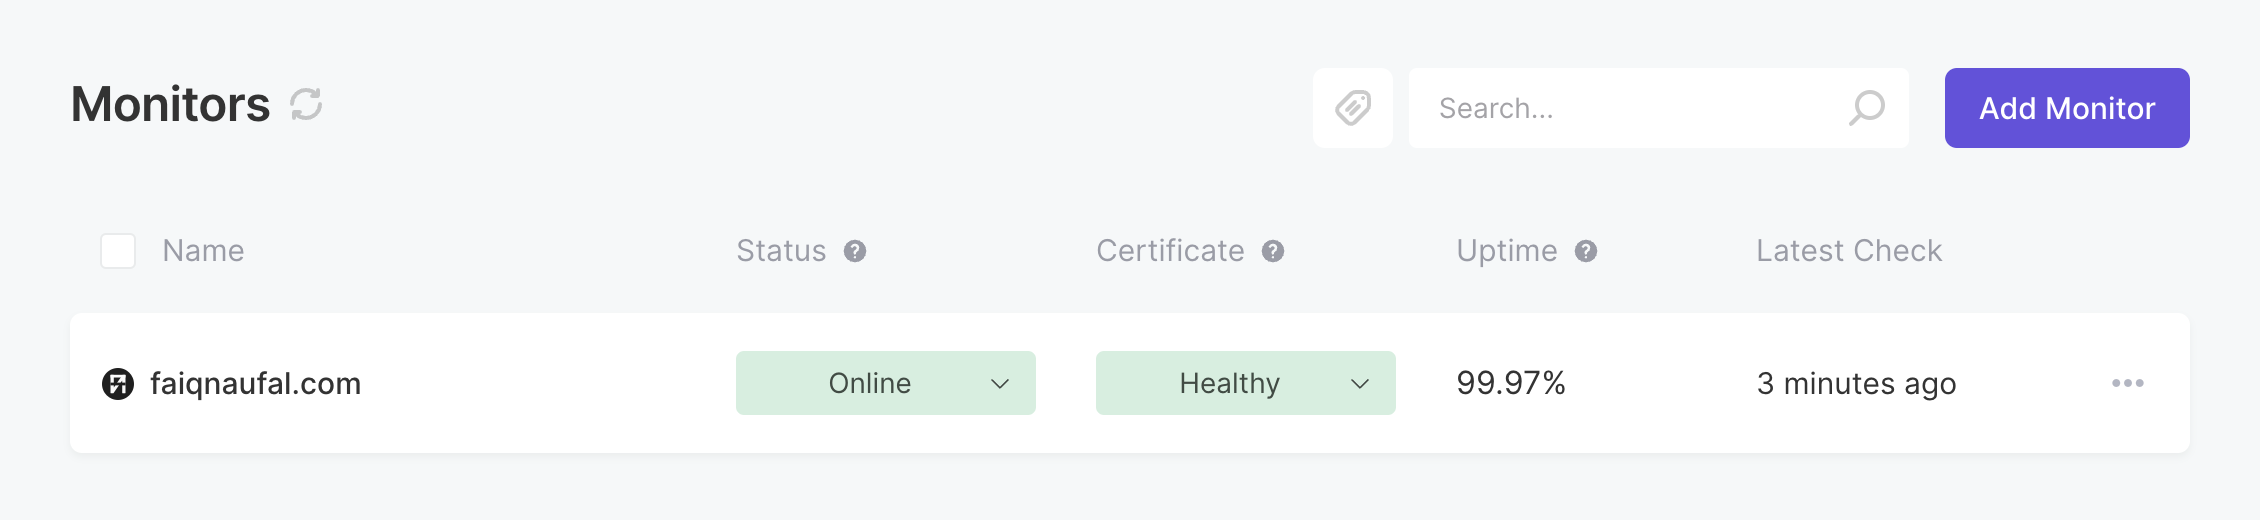 Monitors
Search...
Add Monitor
Name Status Certificate Uptime Latest Check
faiqnaufal.com Online Healthy 99.97% 3 minutes ago